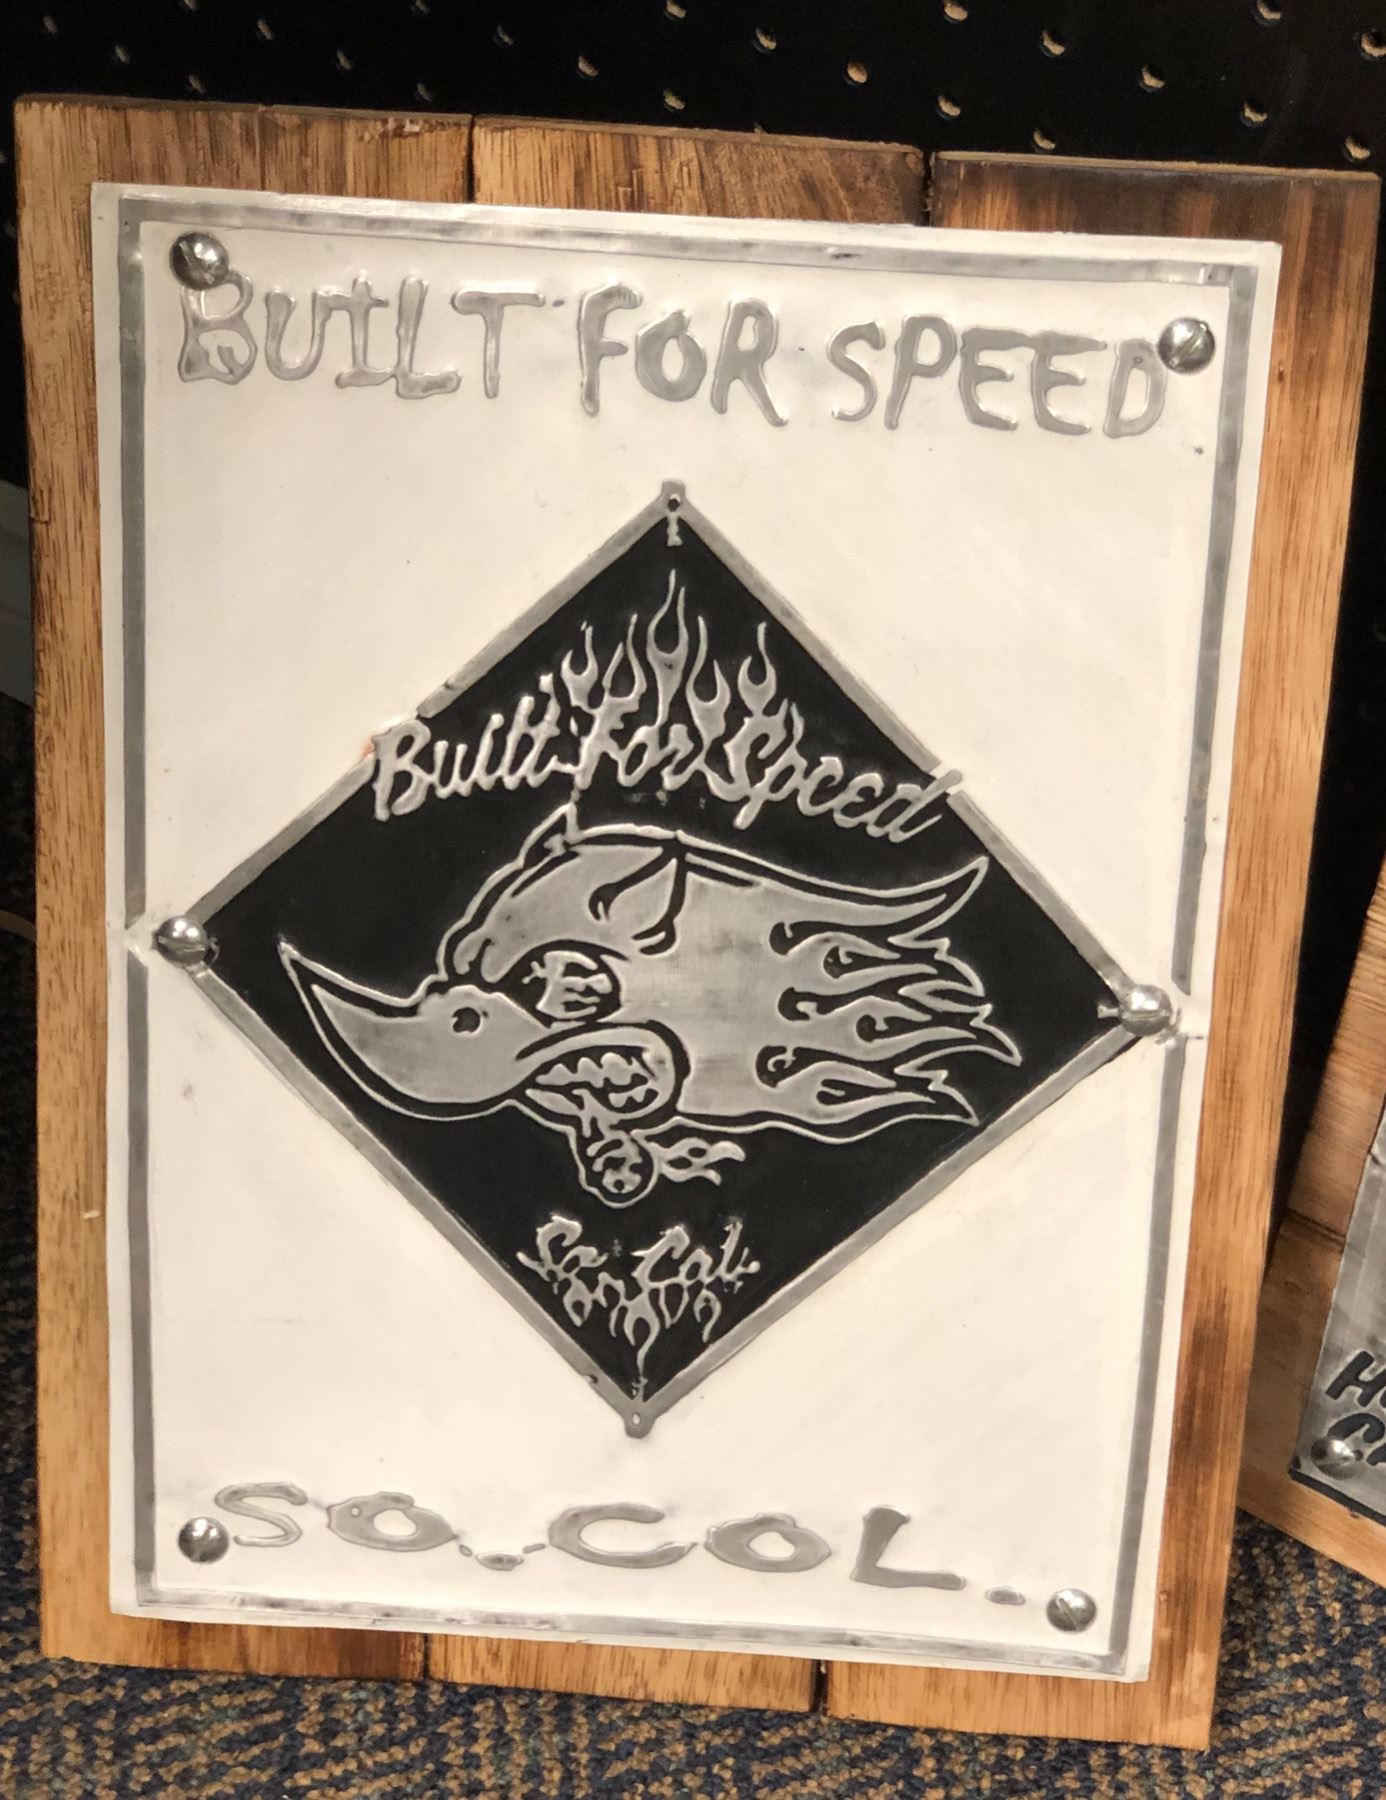 BUILT FOR SPEED
Built For Speed
So. Cal.
SO. COL.